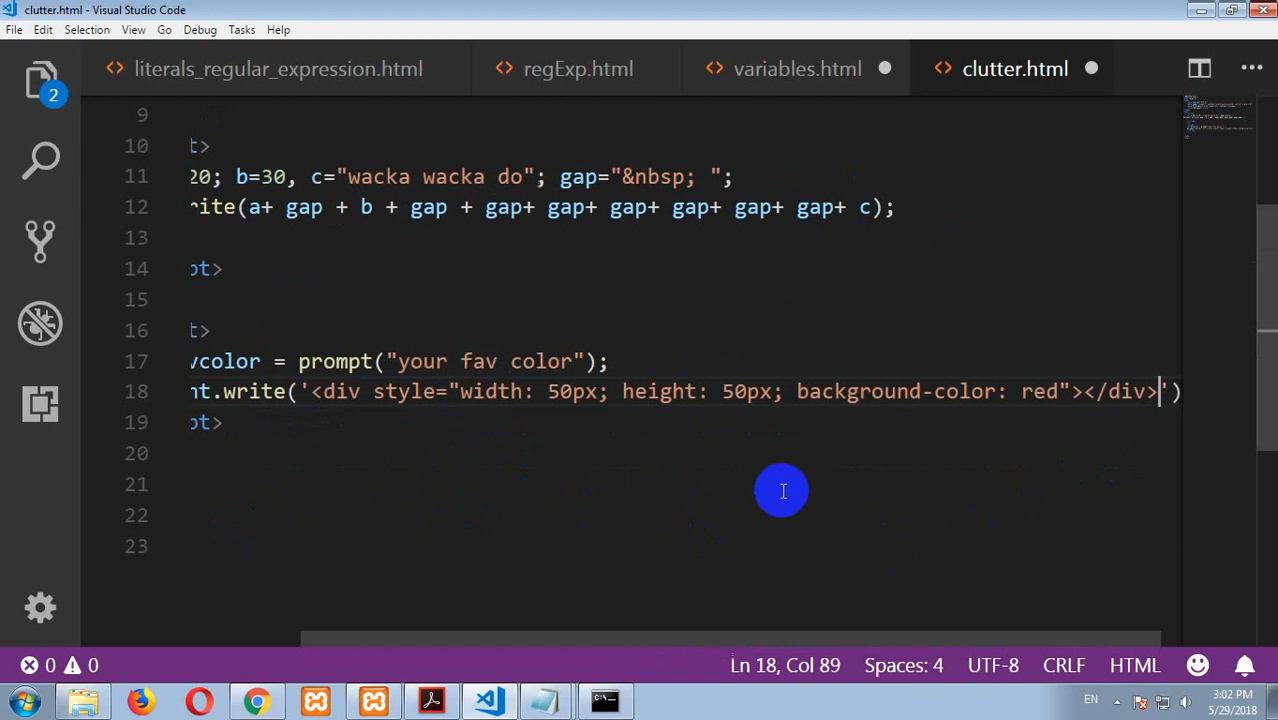 clutter.html - Visual Studio Code
File Edit Selection View Go Debug Tasks Help
literals_regular_expression.html regExp.html variables.html clutter.html
2
9
10 t>
11 20; b=30, c="wacka wacka do"; gap="&nbsp; ";
12 rite(a+ gap + b + gap + gap+ gap+ gap+ gap+ gap+ gap+ c);
13
14 pt>
15
16 t>
17 vcolor = prompt("your fav color");
18 nt.write('<div style="width: 50px; height: 50px; background-color: red"></div>')
19 pt>
20
21
22
23
0 0 Ln 18, Col 89 Spaces: 4 UTF-8 CRLF HTML
EN 3:02 PM
5/29/2018